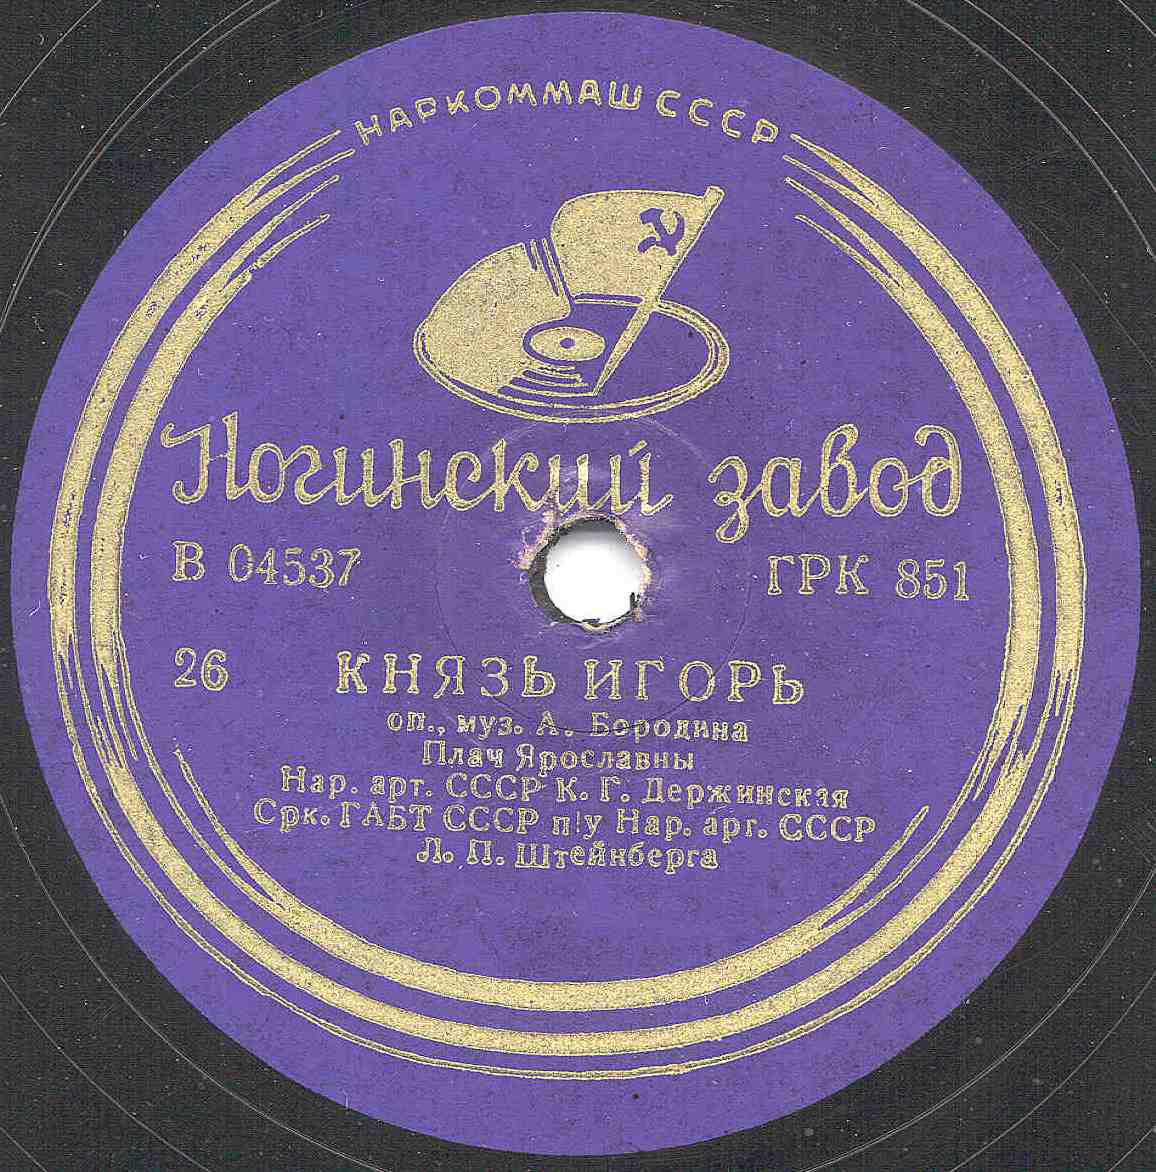 НАРКОММАШ СССР
Ногинский завод
В 04537
ГРК 851
26
КНЯЗЬ ИГОРЬ
оп., муз. А. Бородина
Плач Ярославны
Нар. арт. СССР К. Г. Держинская
Срк. ГАБТ СССР п!у Нар. арг. СССР
Л. П. Штейнберга